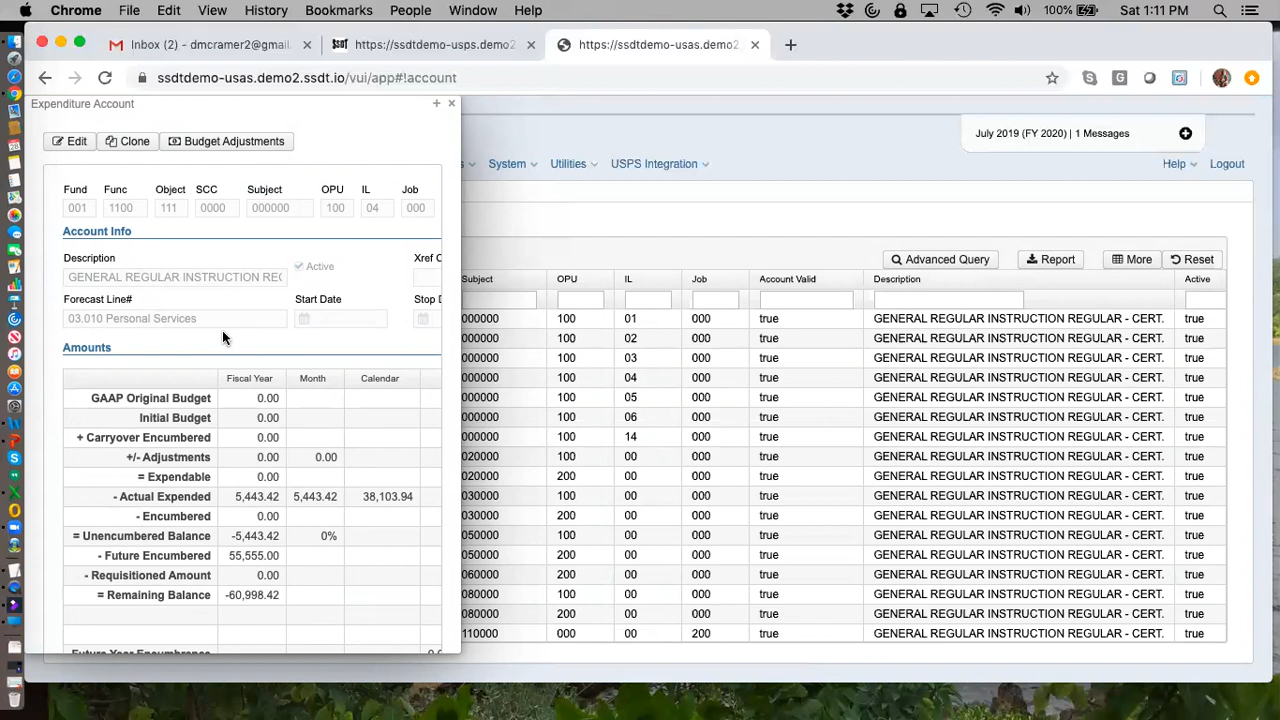 Chrome File Edit View History Bookmarks People Window Help 100% Sat 1:11 PM
Inbox (2) - dmcramer2@gmail. × https://ssdtdemo-usps.demo2 × https://ssdtdemo-usas.demo2. × +
ssdtdemo-usas.demo2.ssdt.io/vui/app#!account
Expenditure Account + ×
Edit Clone Budget Adjustments
July 2019 (FY 2020) | 1 Messages
s System Utilities USPS Integration Help Logout
Fund Func Object SCC Subject OPU IL Job
001 1100 111 0000 000000 100 04 000
Account Info
Description Active Xref C
GENERAL REGULAR INSTRUCTION REG
Forecast Line# Start Date Stop D
03.010 Personal Services
Amounts
Fiscal Year Month Calendar
GAAP Original Budget 0.00
Initial Budget 0.00
+ Carryover Encumbered 0.00
+/- Adjustments 0.00 0.00
= Expendable 0.00
- Actual Expended 5,443.42 5,443.42 38,103.94
- Encumbered 0.00
= Unencumbered Balance -5,443.42 0%
- Future Encumbered 55,555.00
- Requisitioned Amount 0.00
= Remaining Balance -60,998.42
Future Year Encumbrance 0.0
Advanced Query Report More Reset
Subject OPU IL Job Account Valid Description Active
000000 100 01 000 true GENERAL REGULAR INSTRUCTION REGULAR - CERT. true
000000 100 02 000 true GENERAL REGULAR INSTRUCTION REGULAR - CERT. true
000000 100 03 000 true GENERAL REGULAR INSTRUCTION REGULAR - CERT. true
000000 100 04 000 true GENERAL REGULAR INSTRUCTION REGULAR - CERT. true
000000 100 05 000 true GENERAL REGULAR INSTRUCTION REGULAR - CERT. true
000000 100 06 000 true GENERAL REGULAR INSTRUCTION REGULAR - CERT. true
000000 100 14 000 true GENERAL REGULAR INSTRUCTION REGULAR - CERT. true
020000 100 00 000 true GENERAL REGULAR INSTRUCTION REGULAR - CERT. true
020000 200 00 000 true GENERAL REGULAR INSTRUCTION REGULAR - CERT. true
030000 100 00 000 true GENERAL REGULAR INSTRUCTION REGULAR - CERT. true
030000 200 00 000 true GENERAL REGULAR INSTRUCTION REGULAR - CERT. true
050000 100 00 000 true GENERAL REGULAR INSTRUCTION REGULAR - CERT. true
050000 200 00 000 true GENERAL REGULAR INSTRUCTION REGULAR - CERT. true
060000 200 00 000 true GENERAL REGULAR INSTRUCTION REGULAR - CERT. true
080000 100 00 000 true GENERAL REGULAR INSTRUCTION REGULAR - CERT. true
080000 200 00 000 true GENERAL REGULAR INSTRUCTION REGULAR - CERT. true
110000 000 00 200 true GENERAL REGULAR INSTRUCTION REGULAR - CERT. true